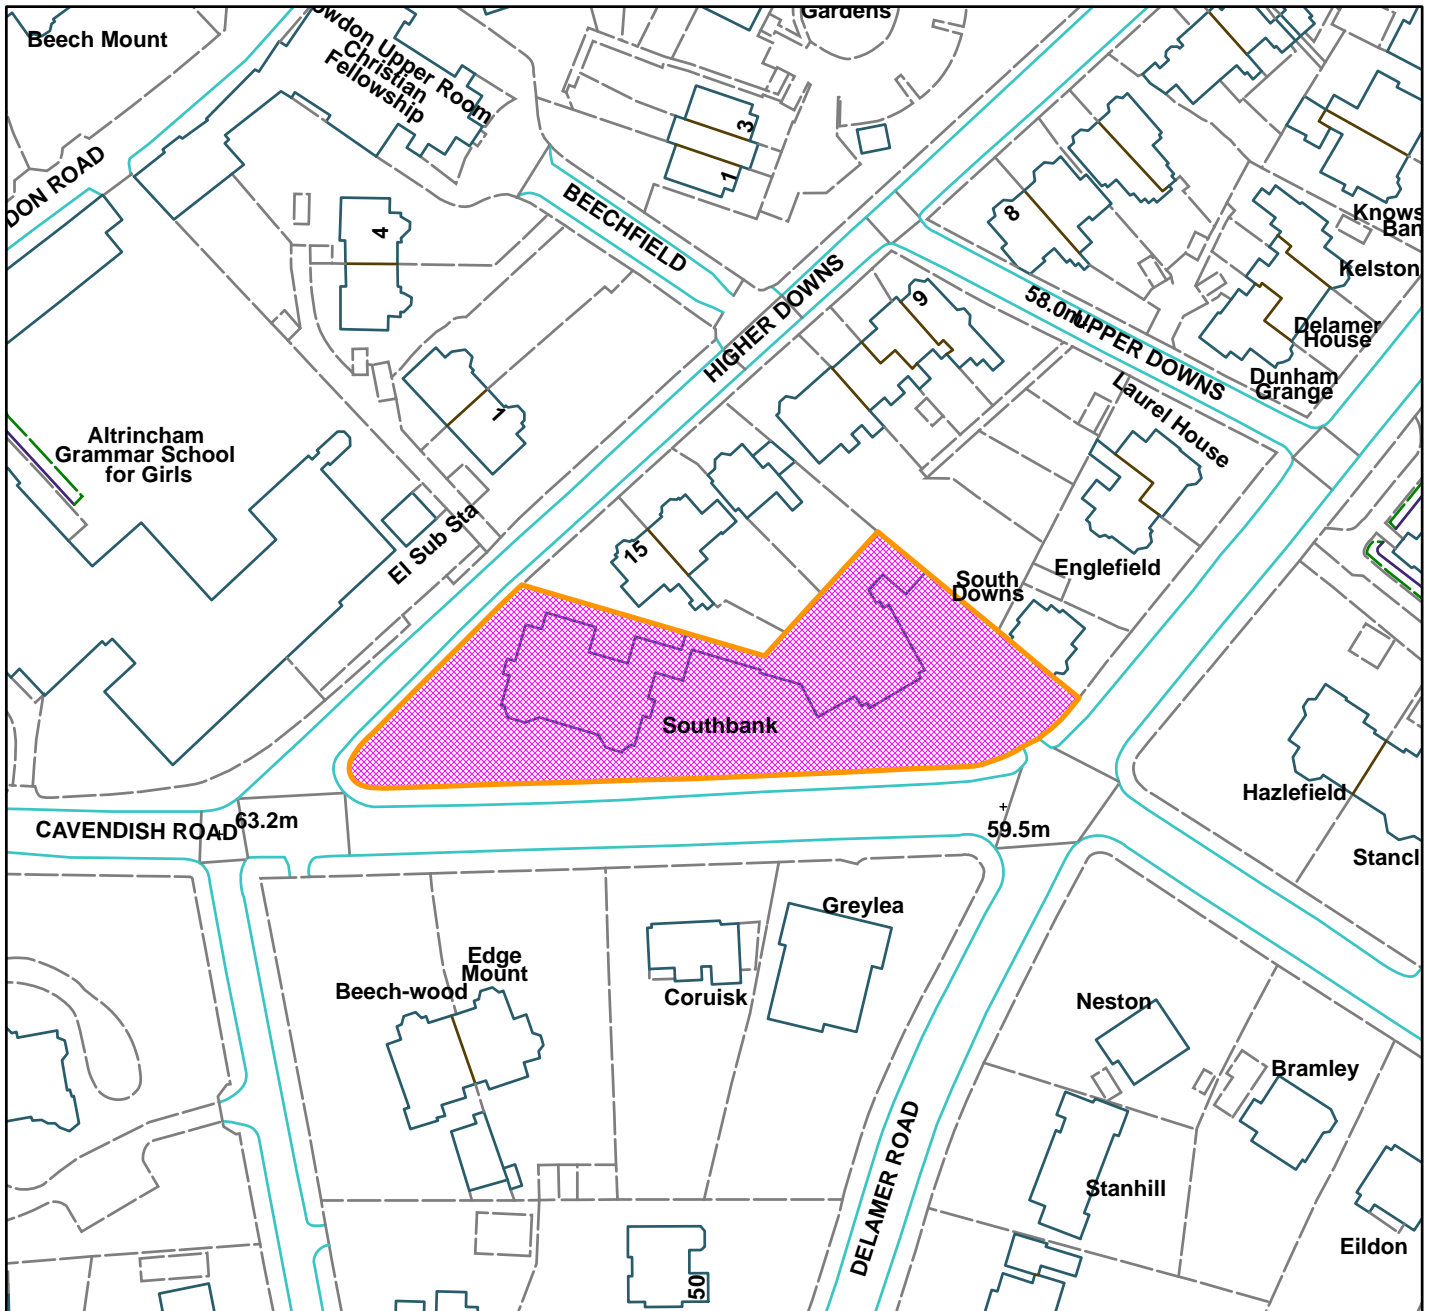 Beech Mount
Gardens
Upper Room
Christian
Fellowship
3
1
BEECHFIELD
4
8
Kelston
Delamer
House
Dunham
Grange
58.0m
UPPER DOWNS
HIGHER DOWNS
9
Laurel House
1
Altrincham
Grammar School
for Girls
El Sub Sta
15
South
Downs
Englefield
Southbank
Hazlefield
CAVENDISH ROAD
63.2m
59.5m
Greylea
Edge
Mount
Beech-wood
Coruisk
Neston
Bramley
DELAMER ROAD
Stanhill
Eildon
50
DON ROAD
Knows
Ban
Stancl